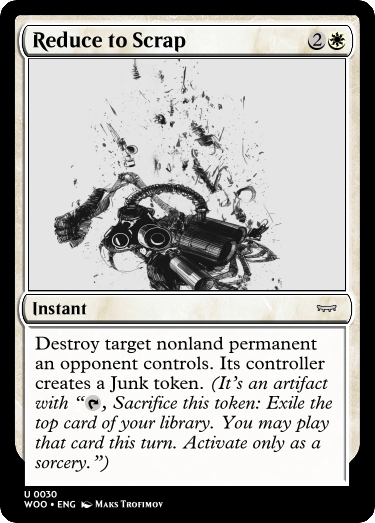 Reduce to Scrap 2
Instant
Destroy target nonland permanent
an opponent controls. Its controller
creates a Junk token. (It's an artifact
with “, Sacrifice this token: Exile the
top card of your library. You may play
that card this turn. Activate only as a
sorcery.”)
U 0030
WOO • ENG Maks Trofimov